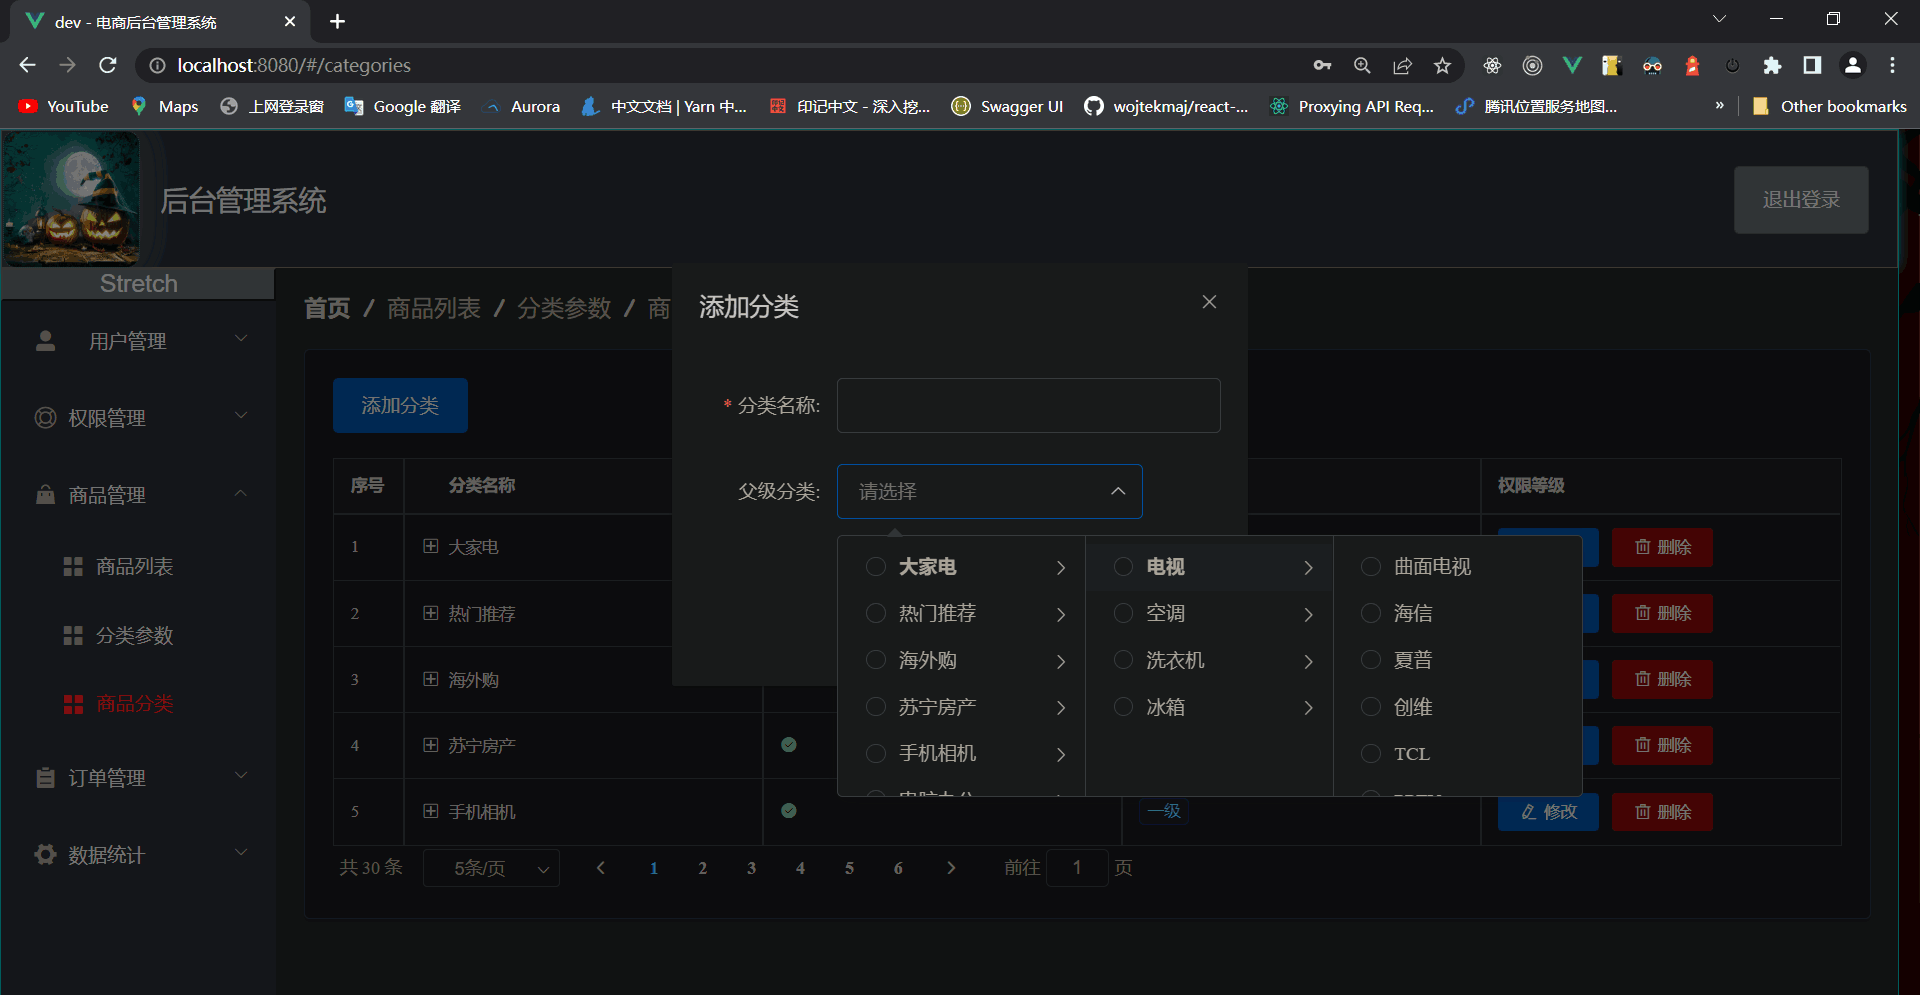 dev - 电商后台管理系统
localhost:8080/#/categories
YouTube
Maps
上网登录窗
Google 翻译
Aurora
中文文档 | Yarn 中...
印记中文 - 深入挖...
Swagger UI
wojtekmaj/react-...
Proxying API Req...
腾讯位置服务地图...
»
Other bookmarks
后台管理系统
退出登录
Stretch
用户管理
权限管理
商品管理
商品列表
分类参数
商品分类
订单管理
数据统计
首页 / 商品列表 / 分类参数 / 商
添加分类
添加分类
* 分类名称:
父级分类: 请选择
大家电
热门推荐
海外购
苏宁房产
手机相机
电视
空调
洗衣机
冰箱
曲面电视
海信
夏普
创维
TCL
序号 分类名称 权限等级
1 大家电 删除
2 热门推荐 删除
3 海外购 删除
4 苏宁房产 删除
5 手机相机 一级 修改 删除
共 30 条 5条/页 1 2 3 4 5 6 前往 1 页